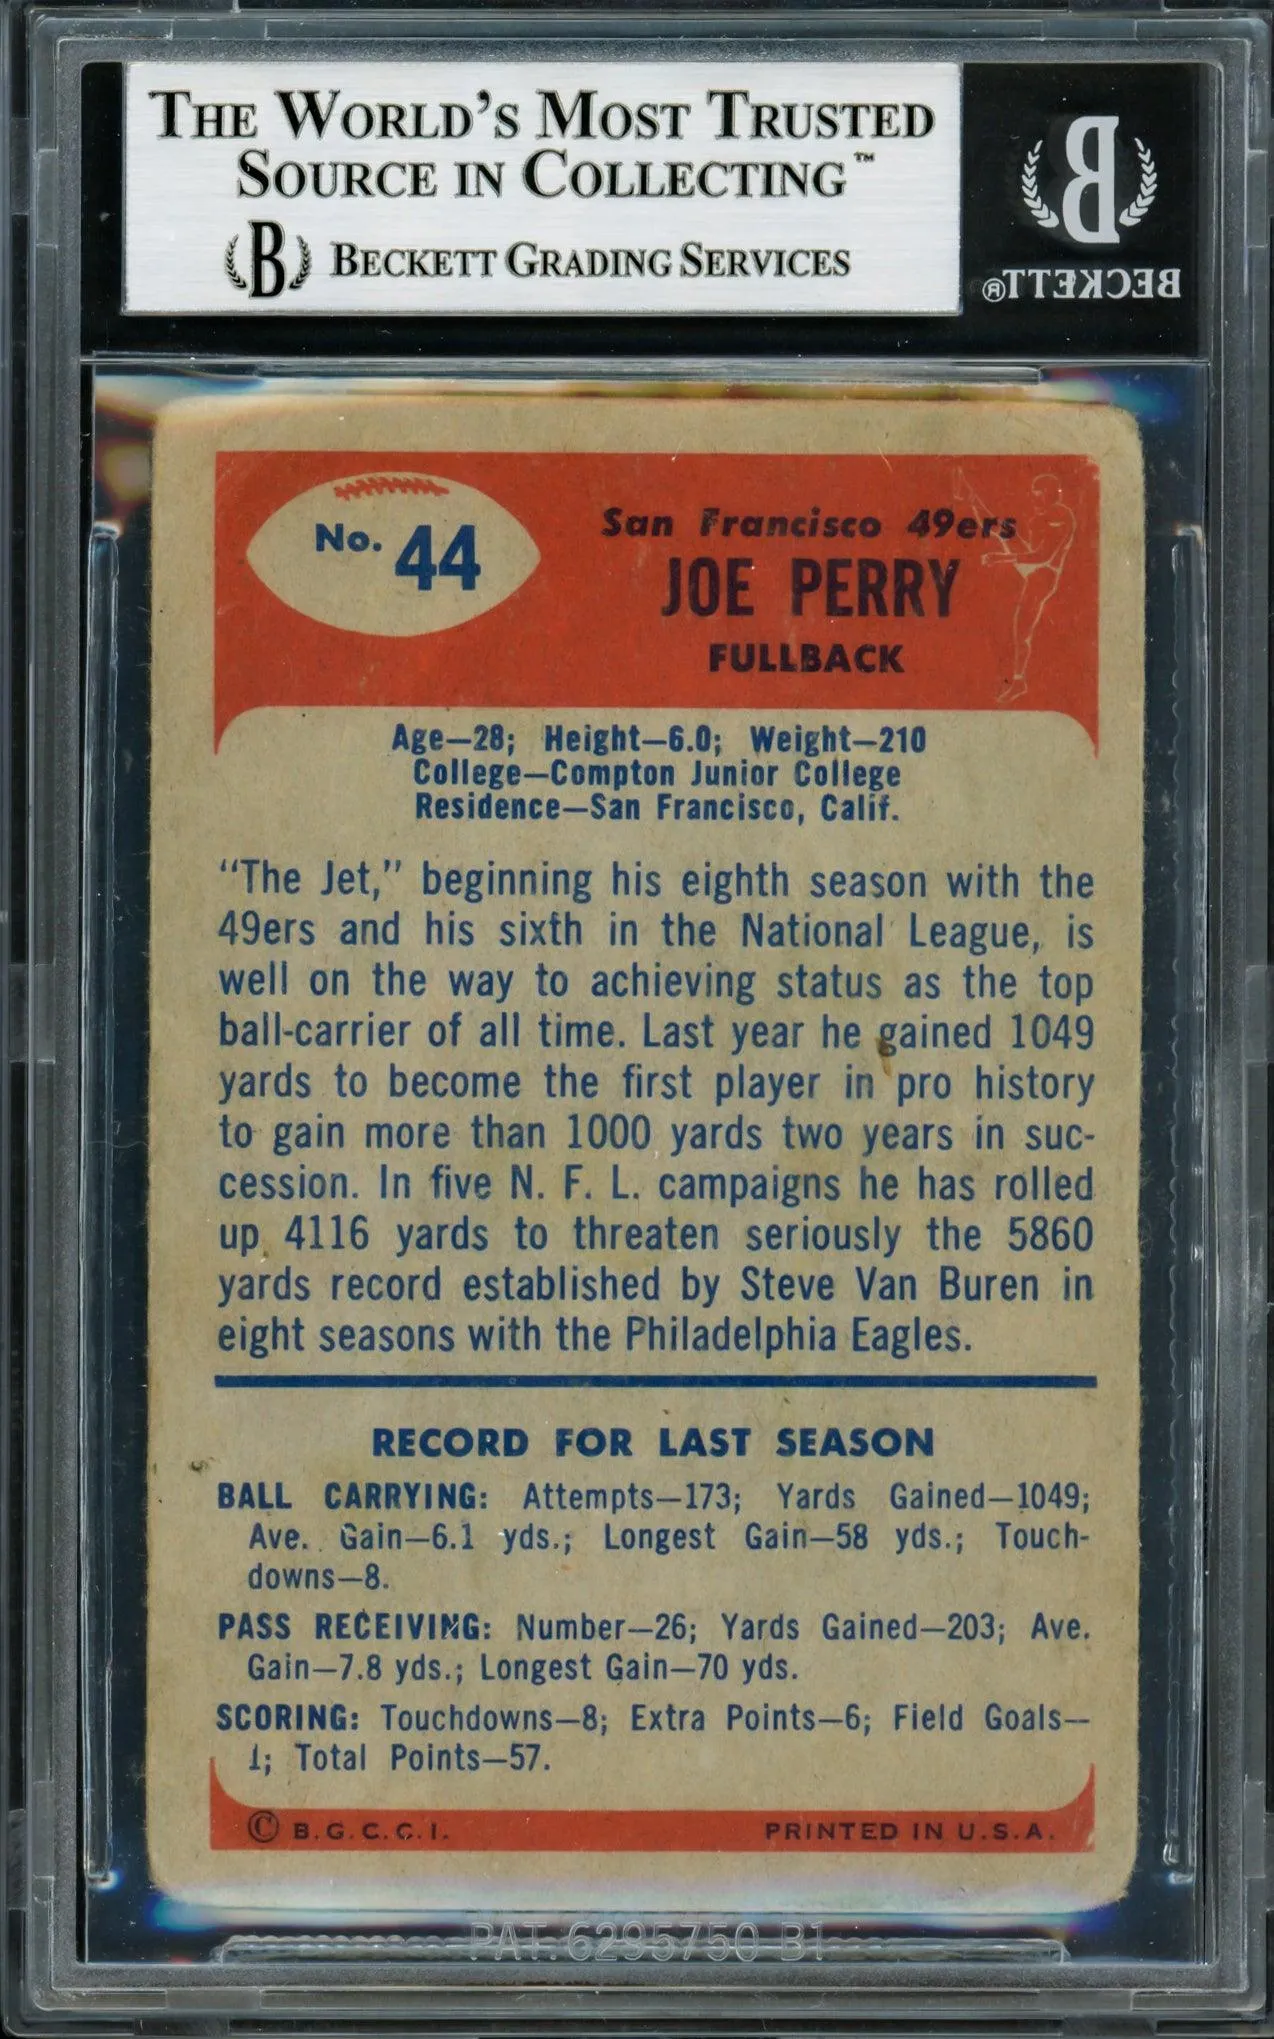 THE WORLD'S MOST TRUSTED
SOURCE IN COLLECTING™
B BECKETT GRADING SERVICES
B
BECKETT®
No. 44
San Francisco 49ers
JOE PERRY
FULLBACK
Age—28; Height—6.0; Weight—210
College—Compton Junior College
Residence—San Francisco, Calif.
"The Jet," beginning his eighth season with the
49ers and his sixth in the National League, is
well on the way to achieving status as the top
ball-carrier of all time. Last year he gained 1049
yards to become the first player in pro history
to gain more than 1000 yards two years in suc-
cession. In five N. F. L. campaigns he has rolled
up 4116 yards to threaten seriously the 5860
yards record established by Steve Van Buren in
eight seasons with the Philadelphia Eagles.
RECORD FOR LAST SEASON
BALL CARRYING: Attempts—173; Yards Gained—1049;
Ave. Gain—6.1 yds.; Longest Gain—58 yds.; Touch-
downs—8.
PASS RECEIVING: Number—26; Yards Gained—203; Ave.
Gain—7.8 yds.; Longest Gain—70 yds.
SCORING: Touchdowns—8; Extra Points—6; Field Goals—
1; Total Points—57.
© B.G.C.C.I. PRINTED IN U.S.A.
PAT. 6295750 B1